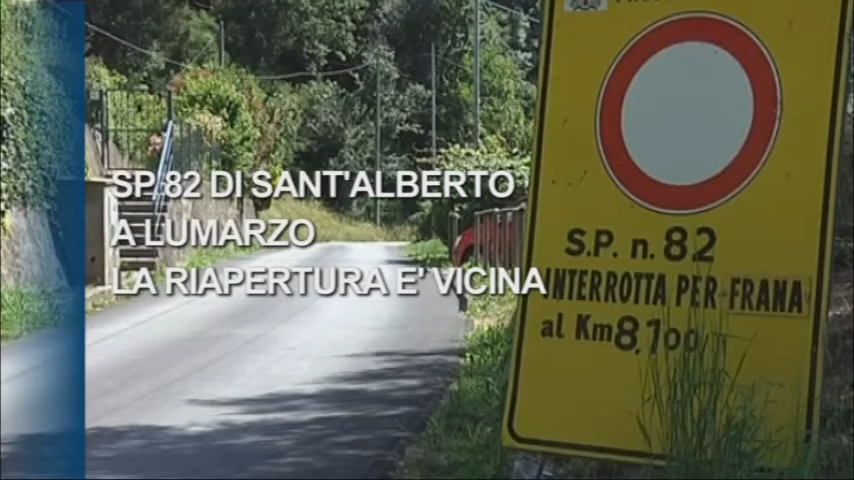 SP 82 DI SANT'ALBERTO
A LUMARZO
LA RIAPERTURA E' VICINA
S.P. n. 82
INTERROTTA PER FRANA
al Km 8,100